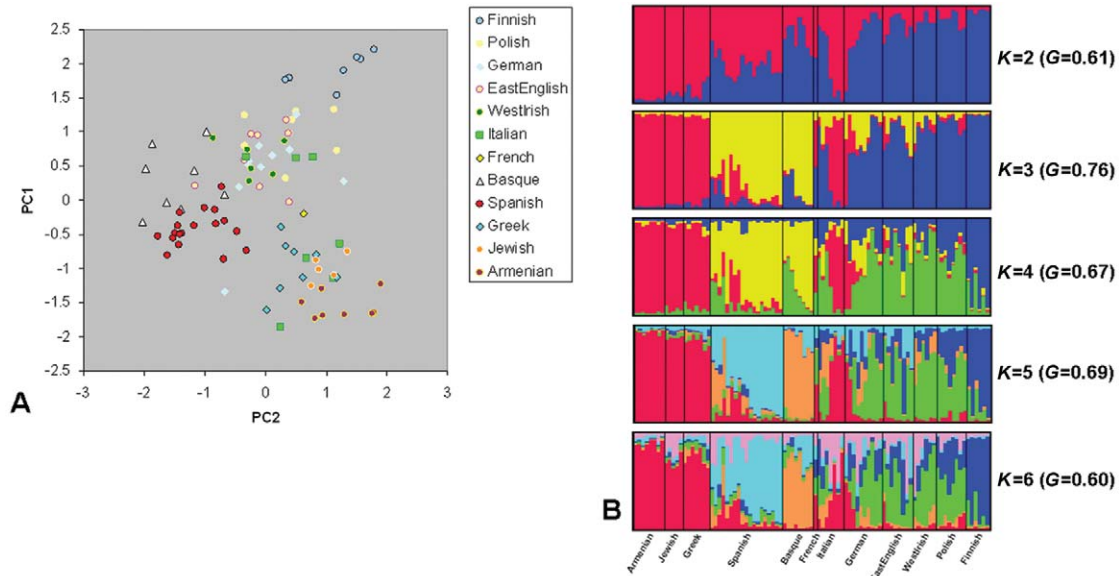 2.5
2
1.5
1
0.5
0
-0.5
-1
-1.5
-2
-2.5
PC1
-3 -2 -1 0 1 2 3
PC2
A
Finnish
Polish
German
EastEnglish
WestIrish
Italian
French
Basque
Spanish
Greek
Jewish
Armenian
K=2 (G=0.61)
K=3 (G=0.76)
K=4 (G=0.67)
K=5 (G=0.69)
K=6 (G=0.60)
B
Armenian
Jewish
Greek
Spanish
Basque
French
Italian
German
EastEnglish
WestIrish
Polish
Finnish